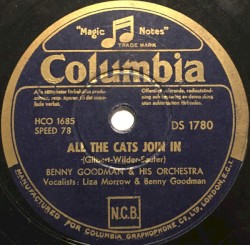 "Magic Notes"
TRADE MARK
Columbia
HCO 1685
SPEED 78
DS 1780
ALL THE CATS JOIN IN
(Gilbert-Wilder-Sauter)
BENNY GOODMAN & HIS ORCHESTRA
Vocalists: Liza Morrow & Benny Goodman
N.C.B.
MANUFACTURED FOR COLUMBIA GRAPHOPHONE CO LTD, LONDON, E.C.1.